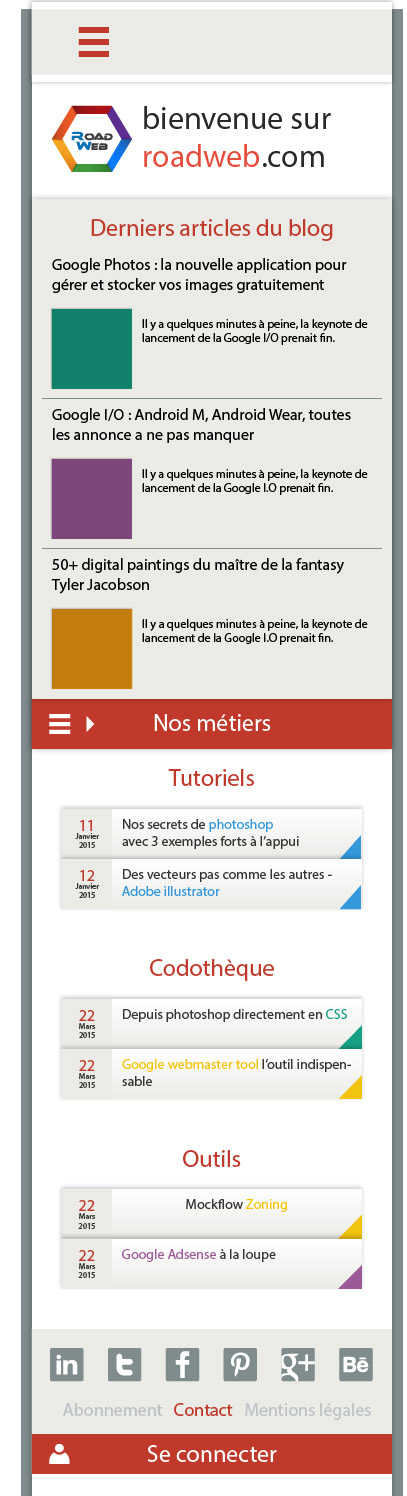 bienvenue sur
ROAD
WEB
roadweb.com
Derniers articles du blog
Google Photos : la nouvelle application pour
gérer et stocker vos images gratuitement
Il y a quelques minutes à peine, la keynote de
lancement de la Google I/O prenait fin.
Google I/O : Android M, Android Wear, toutes
les annonce a ne pas manquer
Il y a quelques minutes à peine, la keynote de
lancement de la Google I.O prenait fin.
50+ digital paintings du maître de la fantasy
Tyler Jacobson
Il y a quelques minutes à peine, la keynote de
lancement de la Google I.O prenait fin.
Nos métiers
Tutoriels
11
Janvier
2015
Nos secrets de photoshop
avec 3 exemples forts à l'appui
12
Janvier
2015
Des vecteurs pas comme les autres -
Adobe illustrator
Codothèque
22
Mars
2015
Depuis photoshop directement en CSS
22
Mars
2015
Google webmaster tool l'outil indispen-
sable
Outils
22
Mars
2015
Mockflow Zoning
22
Mars
2015
Google Adsense à la loupe
in t f P g+ Bē
Abonnement Contact Mentions légales
Se connecter